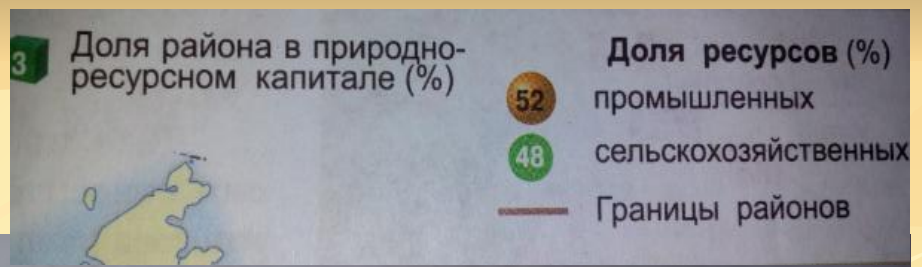 3
Доля района в природно-
ресурсном капитале (%)
Доля ресурсов (%)
52 промышленных
48 сельскохозяйственных
Границы районов